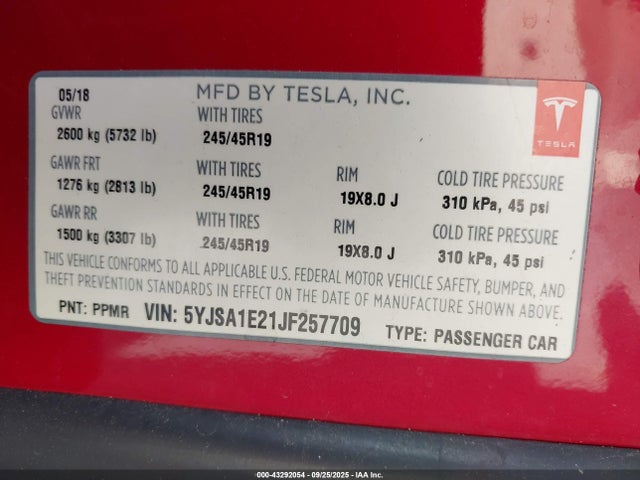 05/18 MFD BY TESLA, INC.
GVWR WITH TIRES
2600 kg (5732 lb) 245/45R19
TESLA
GAWR FRT WITH TIRES RIM COLD TIRE PRESSURE
1276 kg (2813 lb) 245/45R19 19X8.0 J 310 kPa, 45 psi
GAWR RR WITH TIRES RIM COLD TIRE PRESSURE
1500 kg (3307 lb) 245/45R19 19X8.0 J 310 kPa, 45 psi
THIS VEHICLE CONFORMS TO ALL APPLICABLE U.S. FEDERAL MOTOR VEHICLE SAFETY, BUMPER, AND
THEFT PREVENTION STANDARDS IN EFFECT ON THE DATE OF MANUFACTURE SHOWN ABOVE.
PNT: PPMR VIN: 5YJSA1E21JF257709 TYPE: PASSENGER CAR
000-43292054 - 09/25/2025 - IAA Inc.